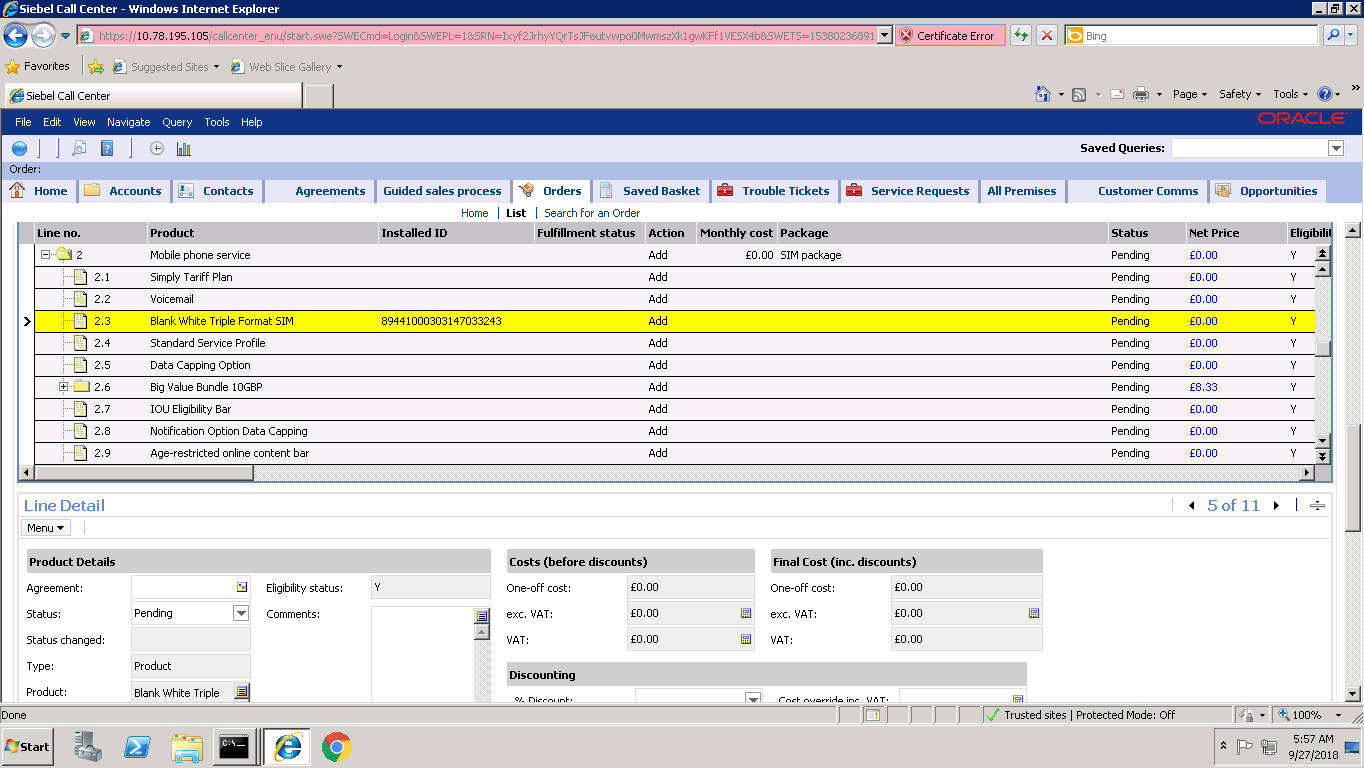 Siebel Call Center - Windows Internet Explorer
https://10.78.195.105/callcenter_enu/start.swe?SWECmd=Login&SWEPL=1&SRN=Ixyf2JrhyYQrTsJFeutvwpo0MwmszXk1gwKFf1VESX4b&SWETS=15380236891 Certificate Error Bing
Favorites Suggested Sites Web Slice Gallery
Siebel Call Center Page Safety Tools
File Edit View Navigate Query Tools Help ORACLE
Saved Queries:
Order:
Home Accounts Contacts Agreements Guided sales process Orders Saved Basket Trouble Tickets Service Requests All Premises Customer Comms Opportunities
Home List Search for an Order
Line no. Product Installed ID Fulfillment status Action Monthly cost Package Status Net Price Eligibilit
2 Mobile phone service Add £0.00 SIM package Pending £0.00 Y
2.1 Simply Tariff Plan Add Pending £0.00 Y
2.2 Voicemail Add Pending £0.00 Y
2.3 Blank White Triple Format SIM 89441000303147033243 Add Pending £0.00 Y
2.4 Standard Service Profile Add Pending £0.00 Y
2.5 Data Capping Option Add Pending £0.00 Y
2.6 Big Value Bundle 10GBP Add Pending £8.33 Y
2.7 IOU Eligibility Bar Add Pending £0.00 Y
2.8 Notification Option Data Capping Add Pending £0.00 Y
2.9 Age-restricted online content bar Add Pending £0.00 Y
Line Detail 5 of 11
Menu
Product Details Costs (before discounts) Final Cost (inc. discounts)
Agreement: Eligibility status: Y One-off cost: £0.00 One-off cost: £0.00
Status: Pending Comments: exc. VAT: £0.00 exc. VAT: £0.00
Status changed: VAT: £0.00 VAT: £0.00
Type: Product
Discounting
Product: Blank White Triple
% Discount: Cost override inc. VAT:
Done Trusted sites | Protected Mode: Off 100%
Start C:\. 5:57 AM
9/27/2018